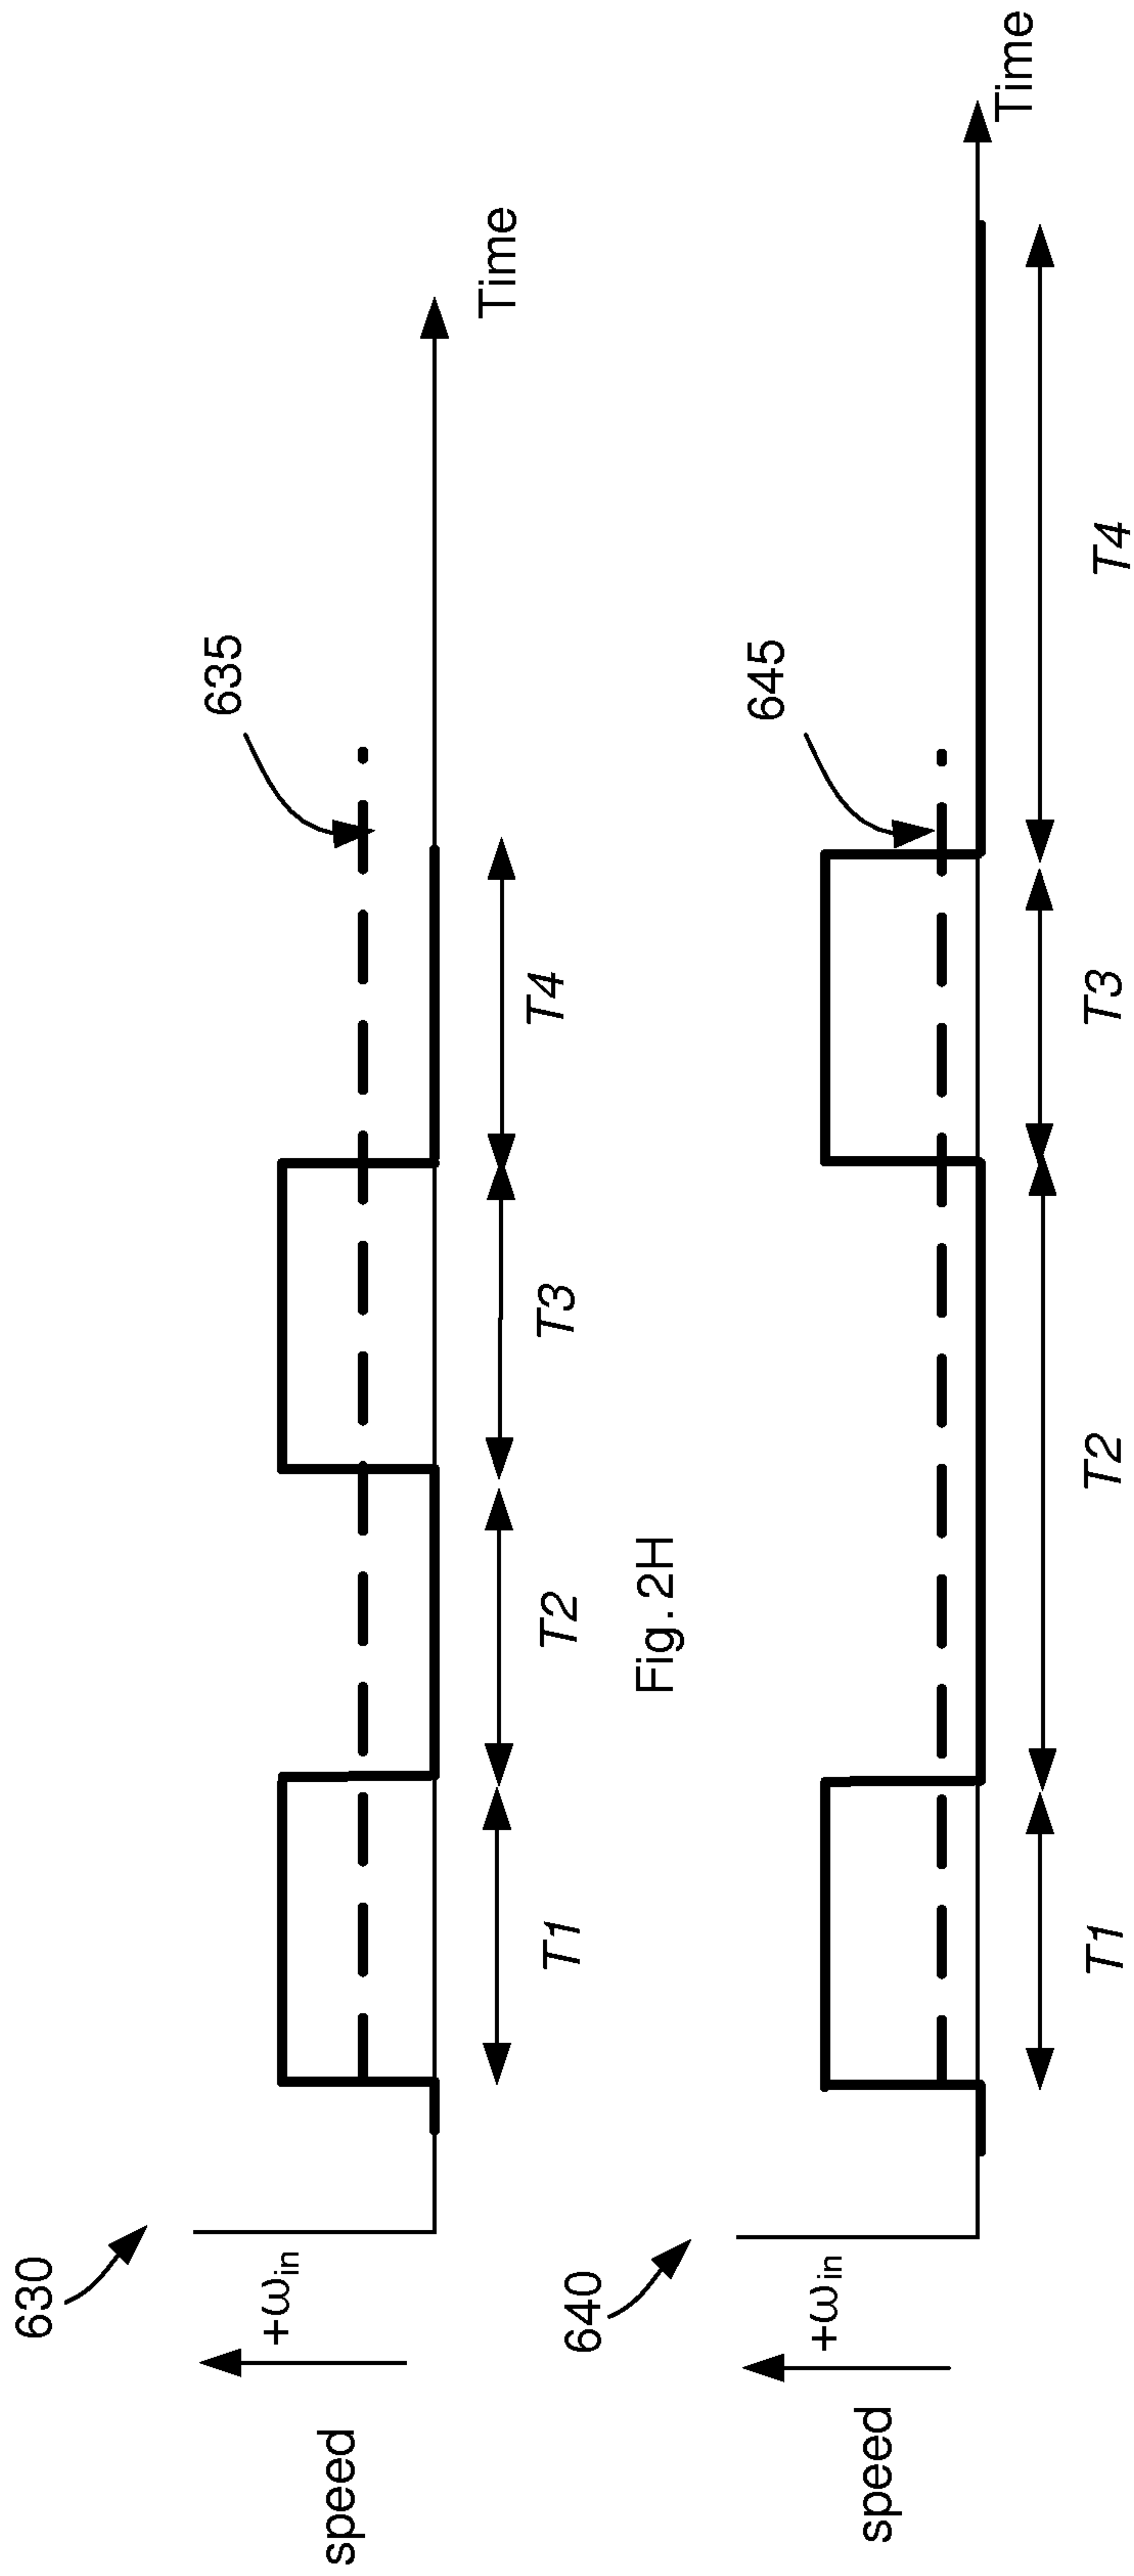 630
speed
+ωin
635
Time
T1
T2
T3
T4
Fig. 2H
640
speed
+ωin
645
Time
T1
T2
T3
T4